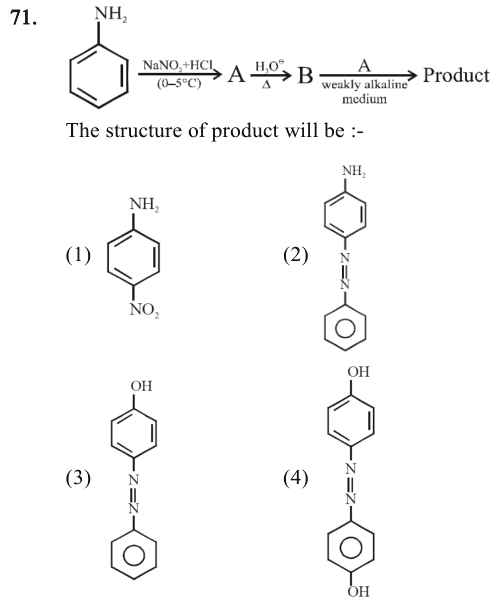 71.
NH₂
NaNO₂+HCl
(0–5°C)
A
H₃O⊕
Δ
B
A
weakly alkaline
medium
Product
The structure of product will be :-
(1)
NH₂
NO₂
(2)
NH₂
N
N
(3)
OH
N
N
(4)
OH
N
N
OH